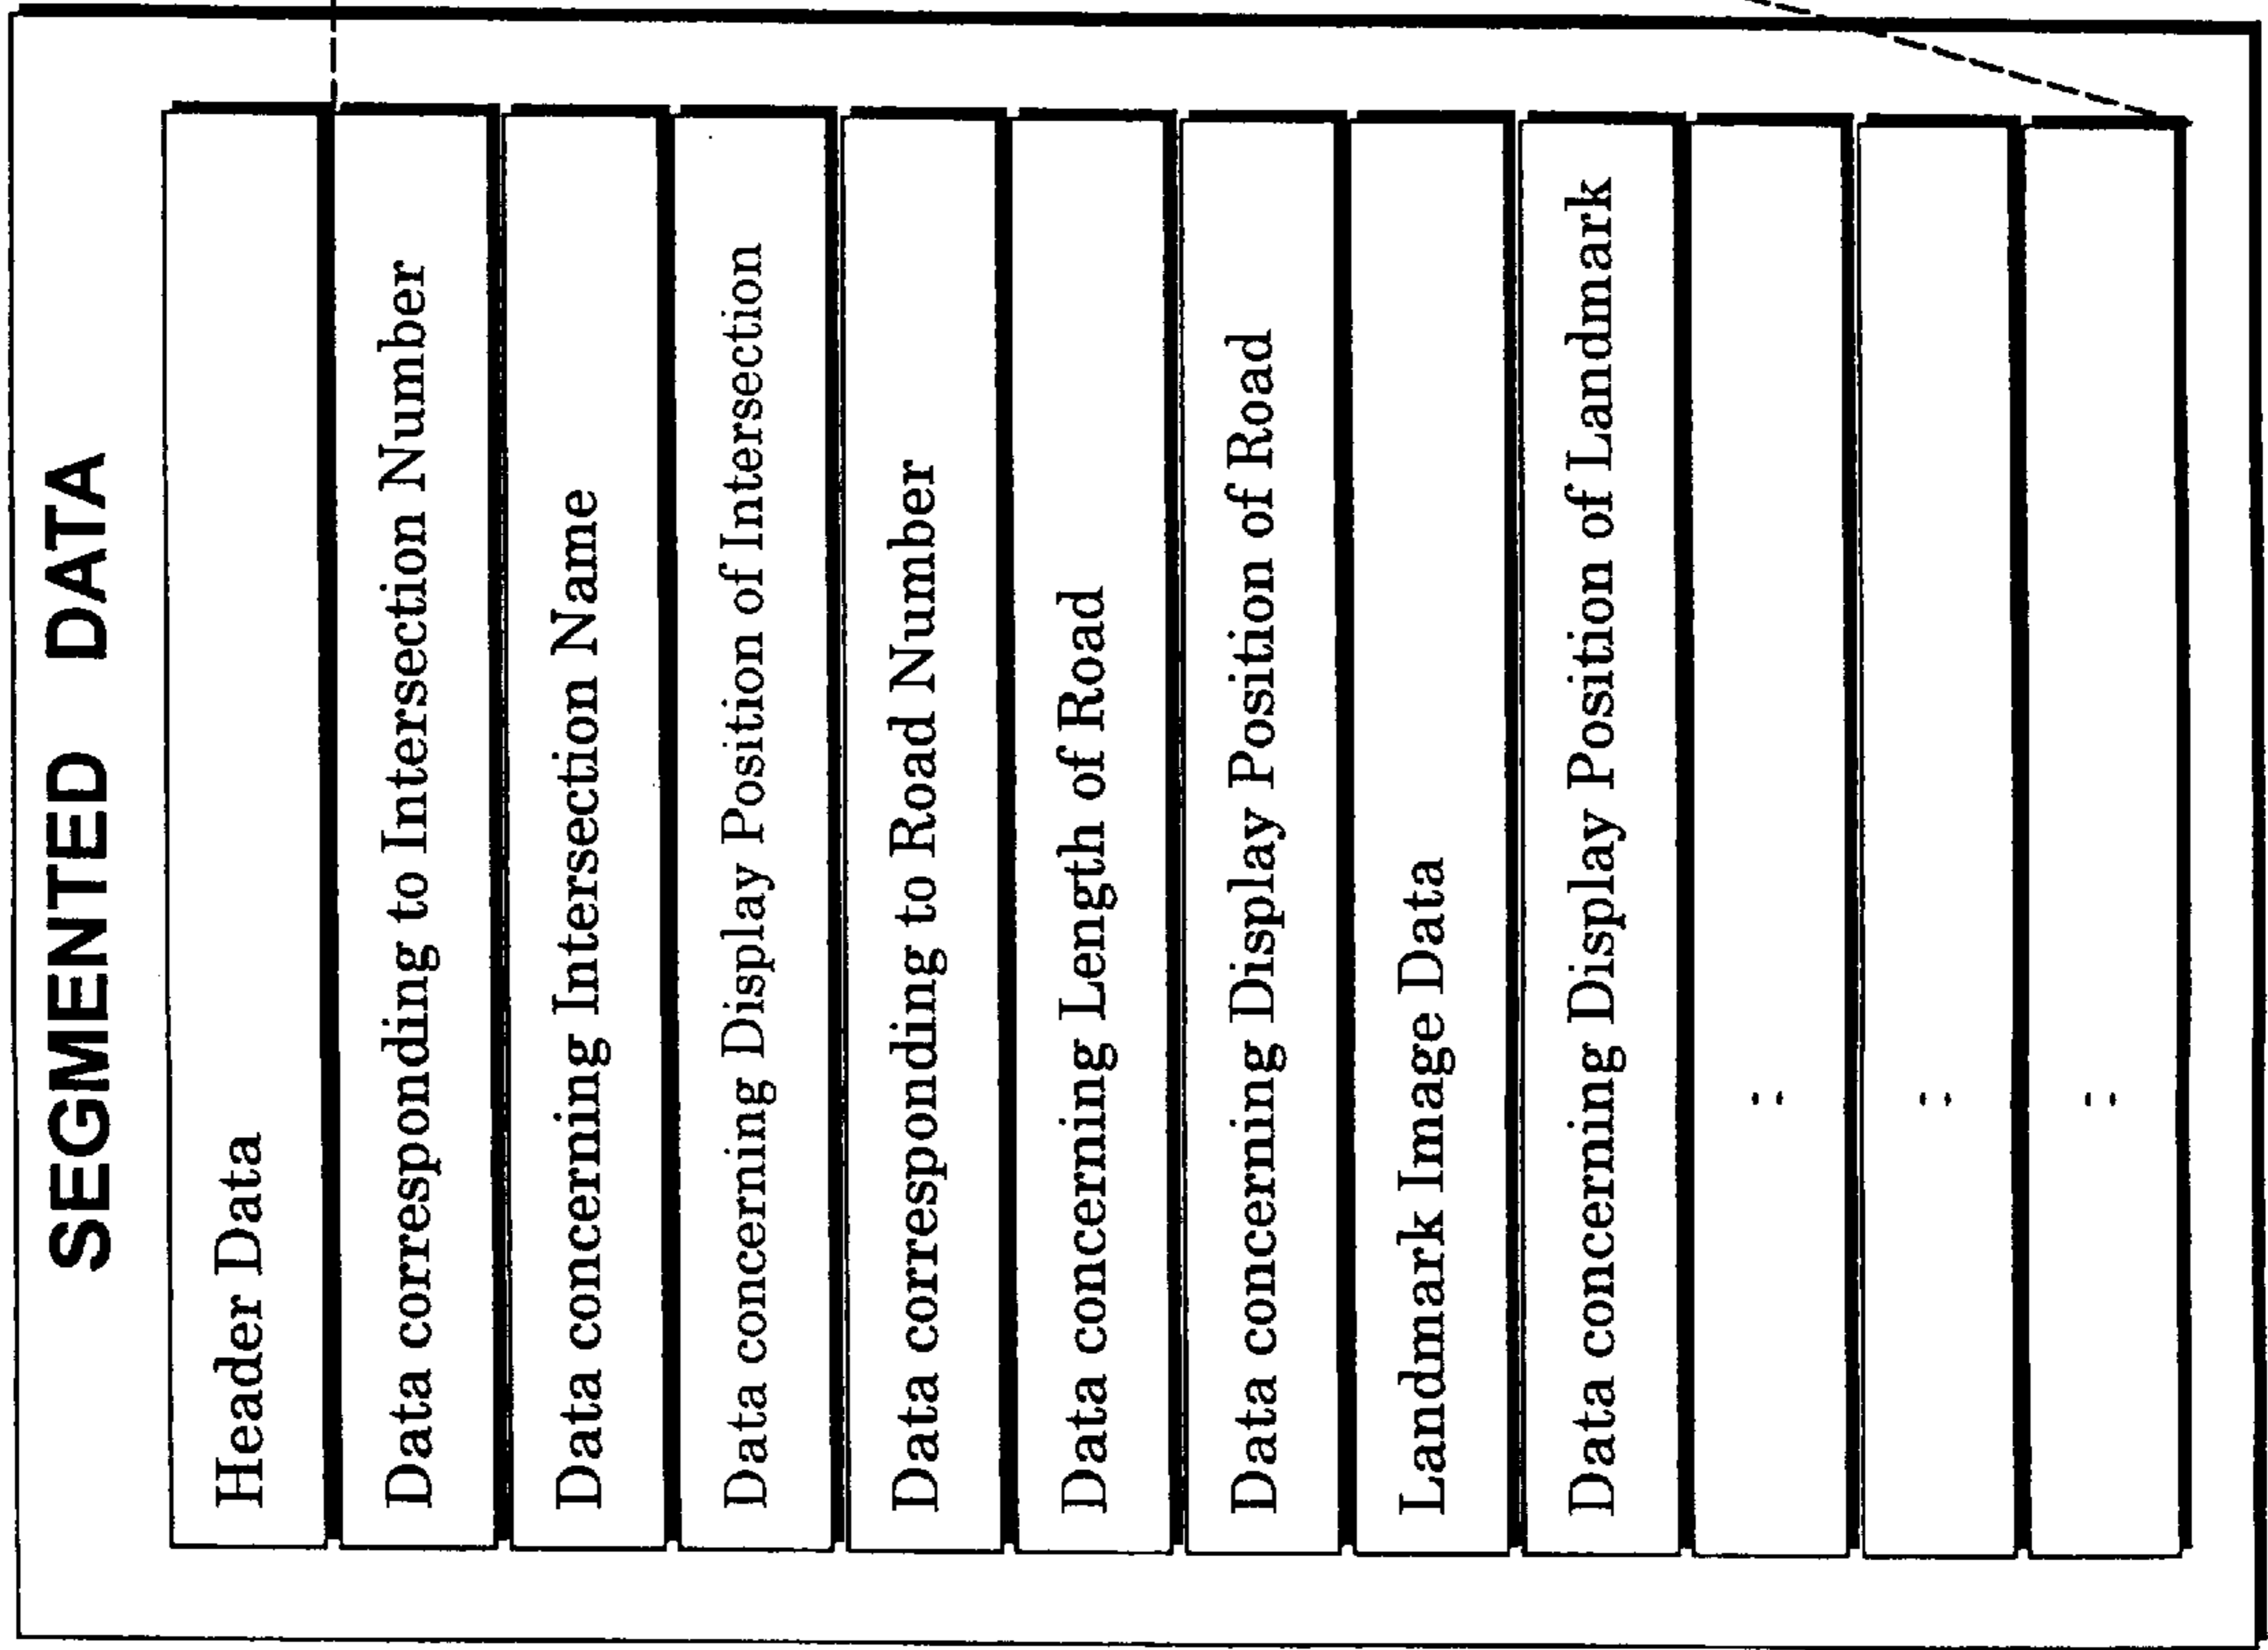 SEGMENTED DATA
Header Data
Data corresponding to Intersection Number
Data concerning Intersection Name
Data concerning Display Position of Intersection
Data corresponding to Road Number
Data concerning Length of Road
Data concerning Display Position of Road
Landmark Image Data
Data concerning Display Position of Landmark
:
:
: